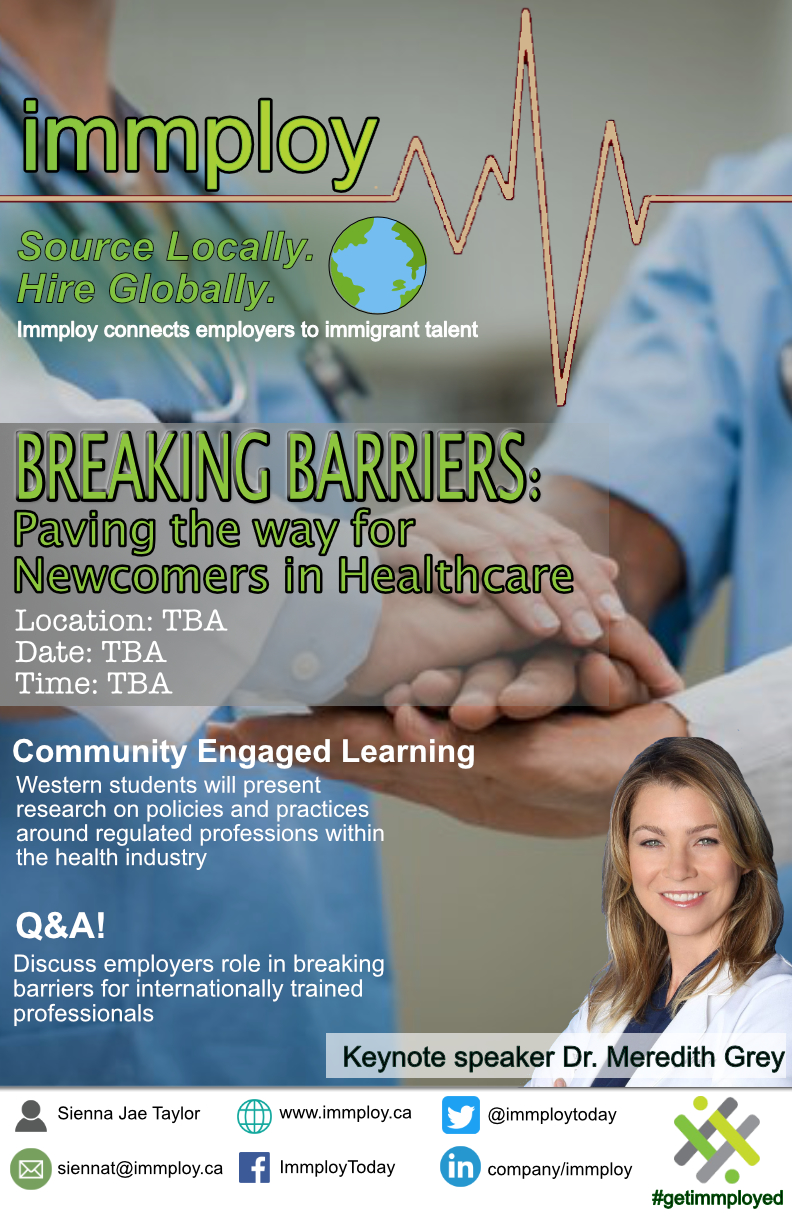 immploy
Source Locally.
Hire Globally.
Immploy connects employers to immigrant talent
BREAKING BARRIERS:
Paving the way for
Newcomers in Healthcare
Location: TBA
Date: TBA
Time: TBA
Community Engaged Learning
Western students will present
research on policies and practices
around regulated professions within
the health industry
Q&A!
Discuss employers role in breaking
barriers for internationally trained
professionals
Keynote speaker Dr. Meredith Grey
Sienna Jae Taylor
www.immploy.ca
@immploytoday
siennat@immploy.ca
ImmployToday
company/immploy
#getimmployed